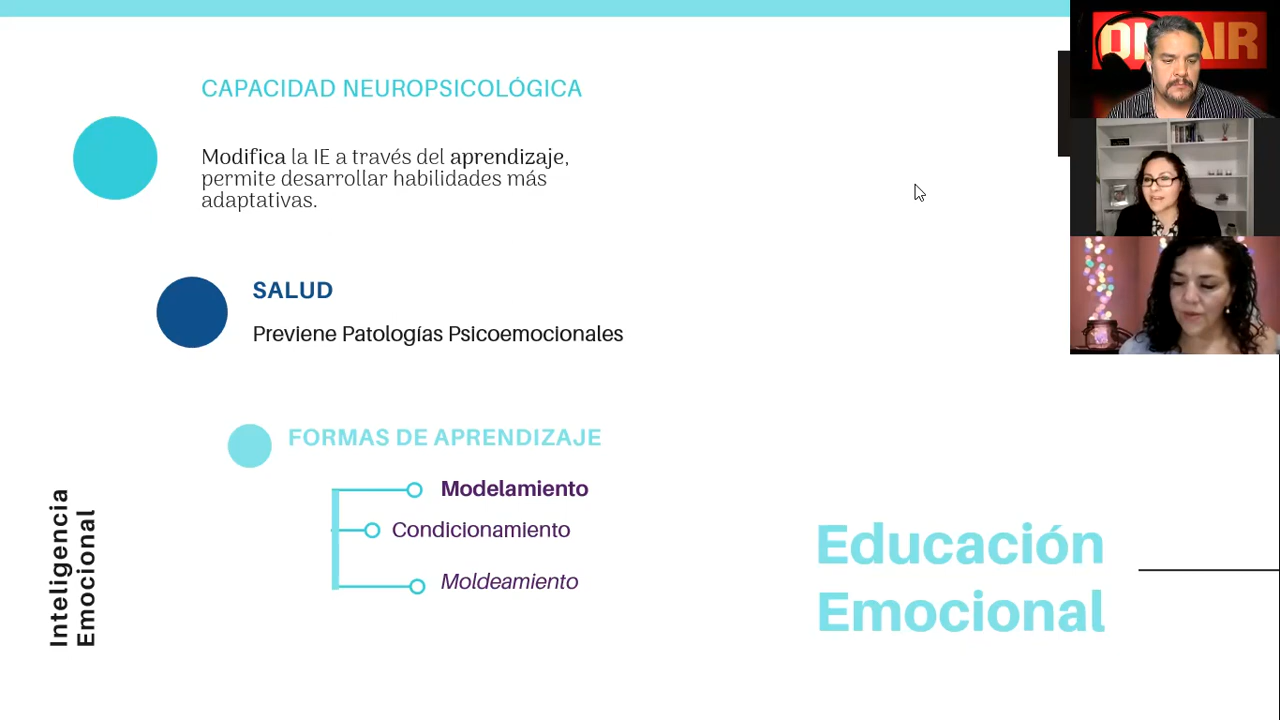 CAPACIDAD NEUROPSICOLÓGICA
Modifica la IE a través del aprendizaje,
permite desarrollar habilidades más
adaptativas.
SALUD
Previene Patologías Psicoemocionales
FORMAS DE APRENDIZAJE
Modelamiento
Condicionamiento
Moldeamiento
Inteligencia
Emocional
Educación
Emocional
ON AIR